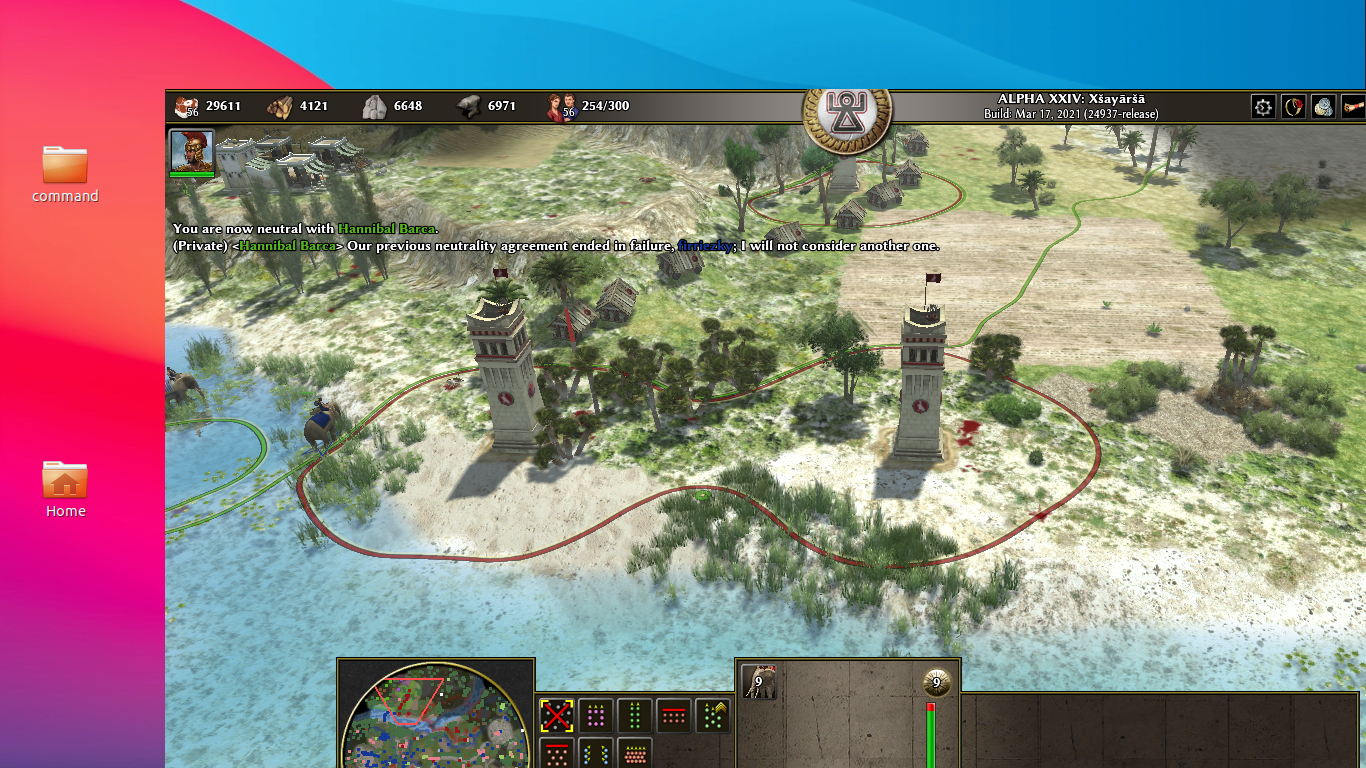 56 29611 4121 6648 6971 56 254/300
ALPHA XXIV: Xšayāršā
Build: Mar 17, 2021 (24937-release)
command
You are now neutral with Hannibal Barca.
(Private) <Hannibal Barca> Our previous neutrality agreement ended in failure, firriezky; I will not consider another one.
Home
9 9